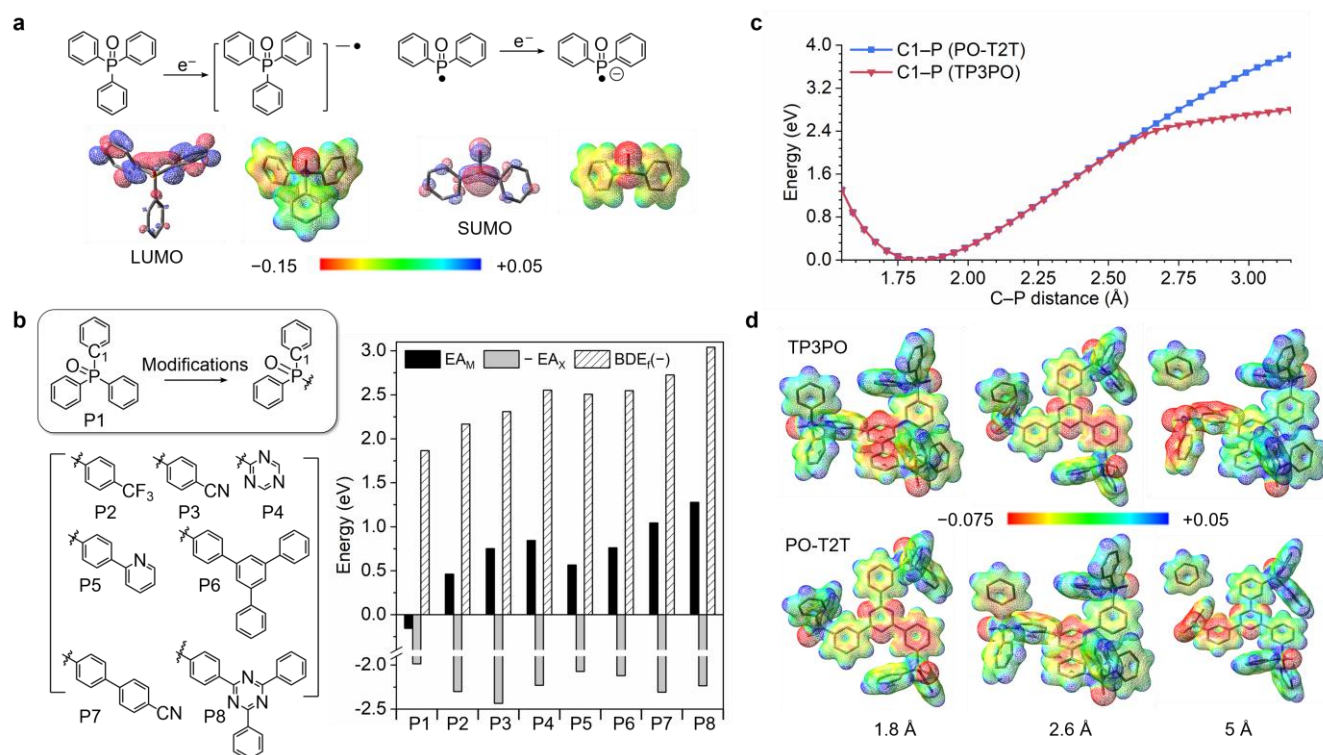 a
O
P
e−
O
P
−•
O
P
•
e−
O
P
• ⊖
LUMO
SUMO
−0.15
+0.05
b
C1
O
P
P1
Modifications
C1
O
P
CF3
P2
CN
P3
N
N
N
P4
N
P5
P6
CN
P7
N
N
N
P8
EAM
− EAX
BDEf(−)
Energy (eV)
3.0
2.5
2.0
1.5
1.0
0.5
0.0
-2.0
-2.5
P1 P2 P3 P4 P5 P6 P7 P8
c
C1–P (PO-T2T)
C1–P (TP3PO)
Energy (eV)
4.0
3.2
2.4
1.6
0.8
0.0
1.75 2.00 2.25 2.50 2.75 3.00
C–P distance (Å)
d
TP3PO
−0.075
+0.05
PO-T2T
1.8 Å
2.6 Å
5 Å